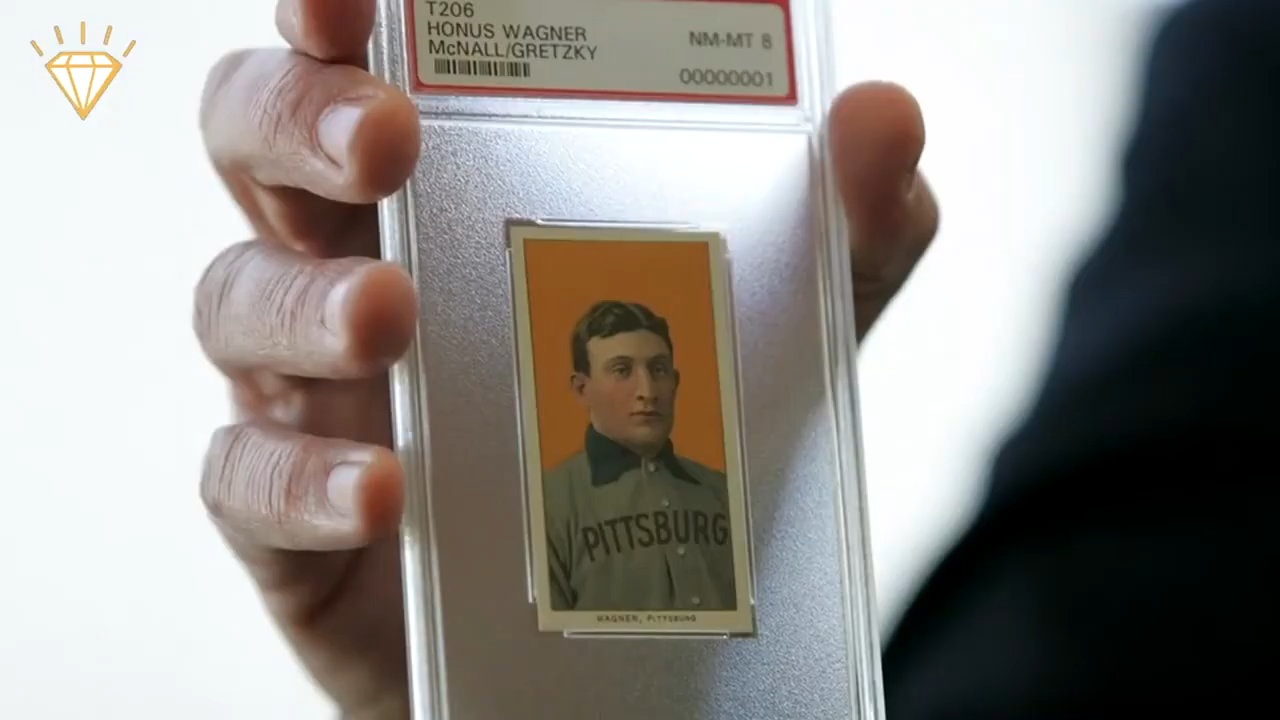 T206
HONUS WAGNER
McNALL/GRETZKY
NM-MT 8
00000001
PITTSBURG
WAGNER, PITTSBURG